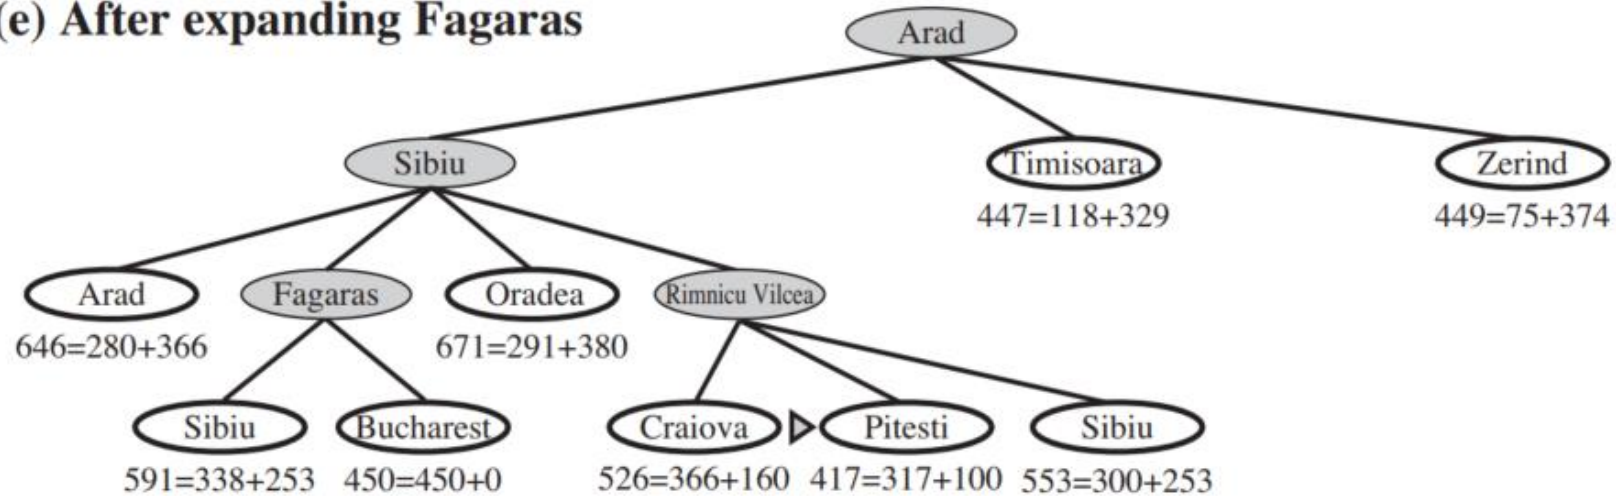 (e) After expanding Fagaras
Arad
Sibiu
Timisoara
Zerind
447=118+329
449=75+374
Arad
Fagaras
Oradea
Rimnicu Vilcea
646=280+366
671=291+380
Sibiu
Bucharest
Craiova
Pitesti
Sibiu
591=338+253
450=450+0
526=366+160
417=317+100
553=300+253